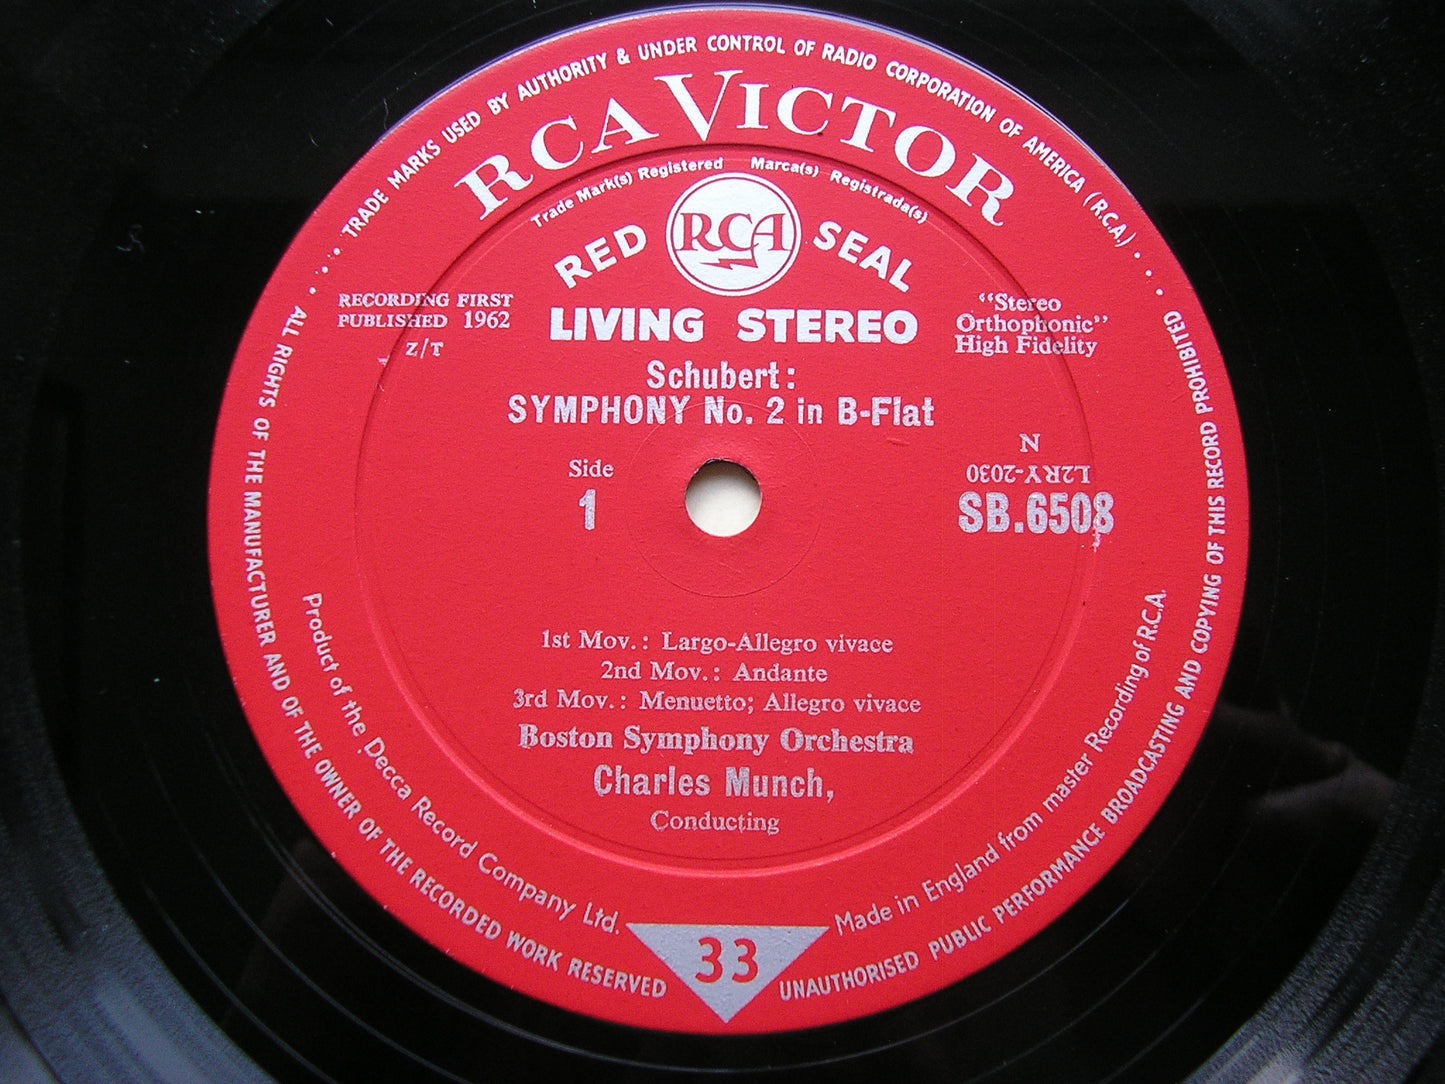 TRADE MARKS USED BY AUTHORITY & UNDER CONTROL OF RADIO CORPORATION OF AMERICA (R.C.A.)
RCA VICTOR
Trade Mark(s) Registered Marca(s) Registrada(s)
RED RCA SEAL
RECORDING FIRST
PUBLISHED 1962
Z/T
LIVING STEREO
"Stereo
Orthophonic"
High Fidelity
Schubert:
SYMPHONY No. 2 in B-Flat
Side
1
N
L2RY-2030
SB.6508
1st Mov.: Largo-Allegro vivace
2nd Mov.: Andante
3rd Mov.: Menuetto; Allegro vivace
Boston Symphony Orchestra
Charles Munch,
Conducting
Product of the Decca Record Company Ltd.
33
Made in England from master Recording of R.C.A.
ALL RIGHTS OF THE MANUFACTURER AND OF THE OWNER OF THE RECORDED WORK RESERVED
UNAUTHORISED PUBLIC PERFORMANCE BROADCASTING AND COPYING OF THIS RECORD PROHIBITED